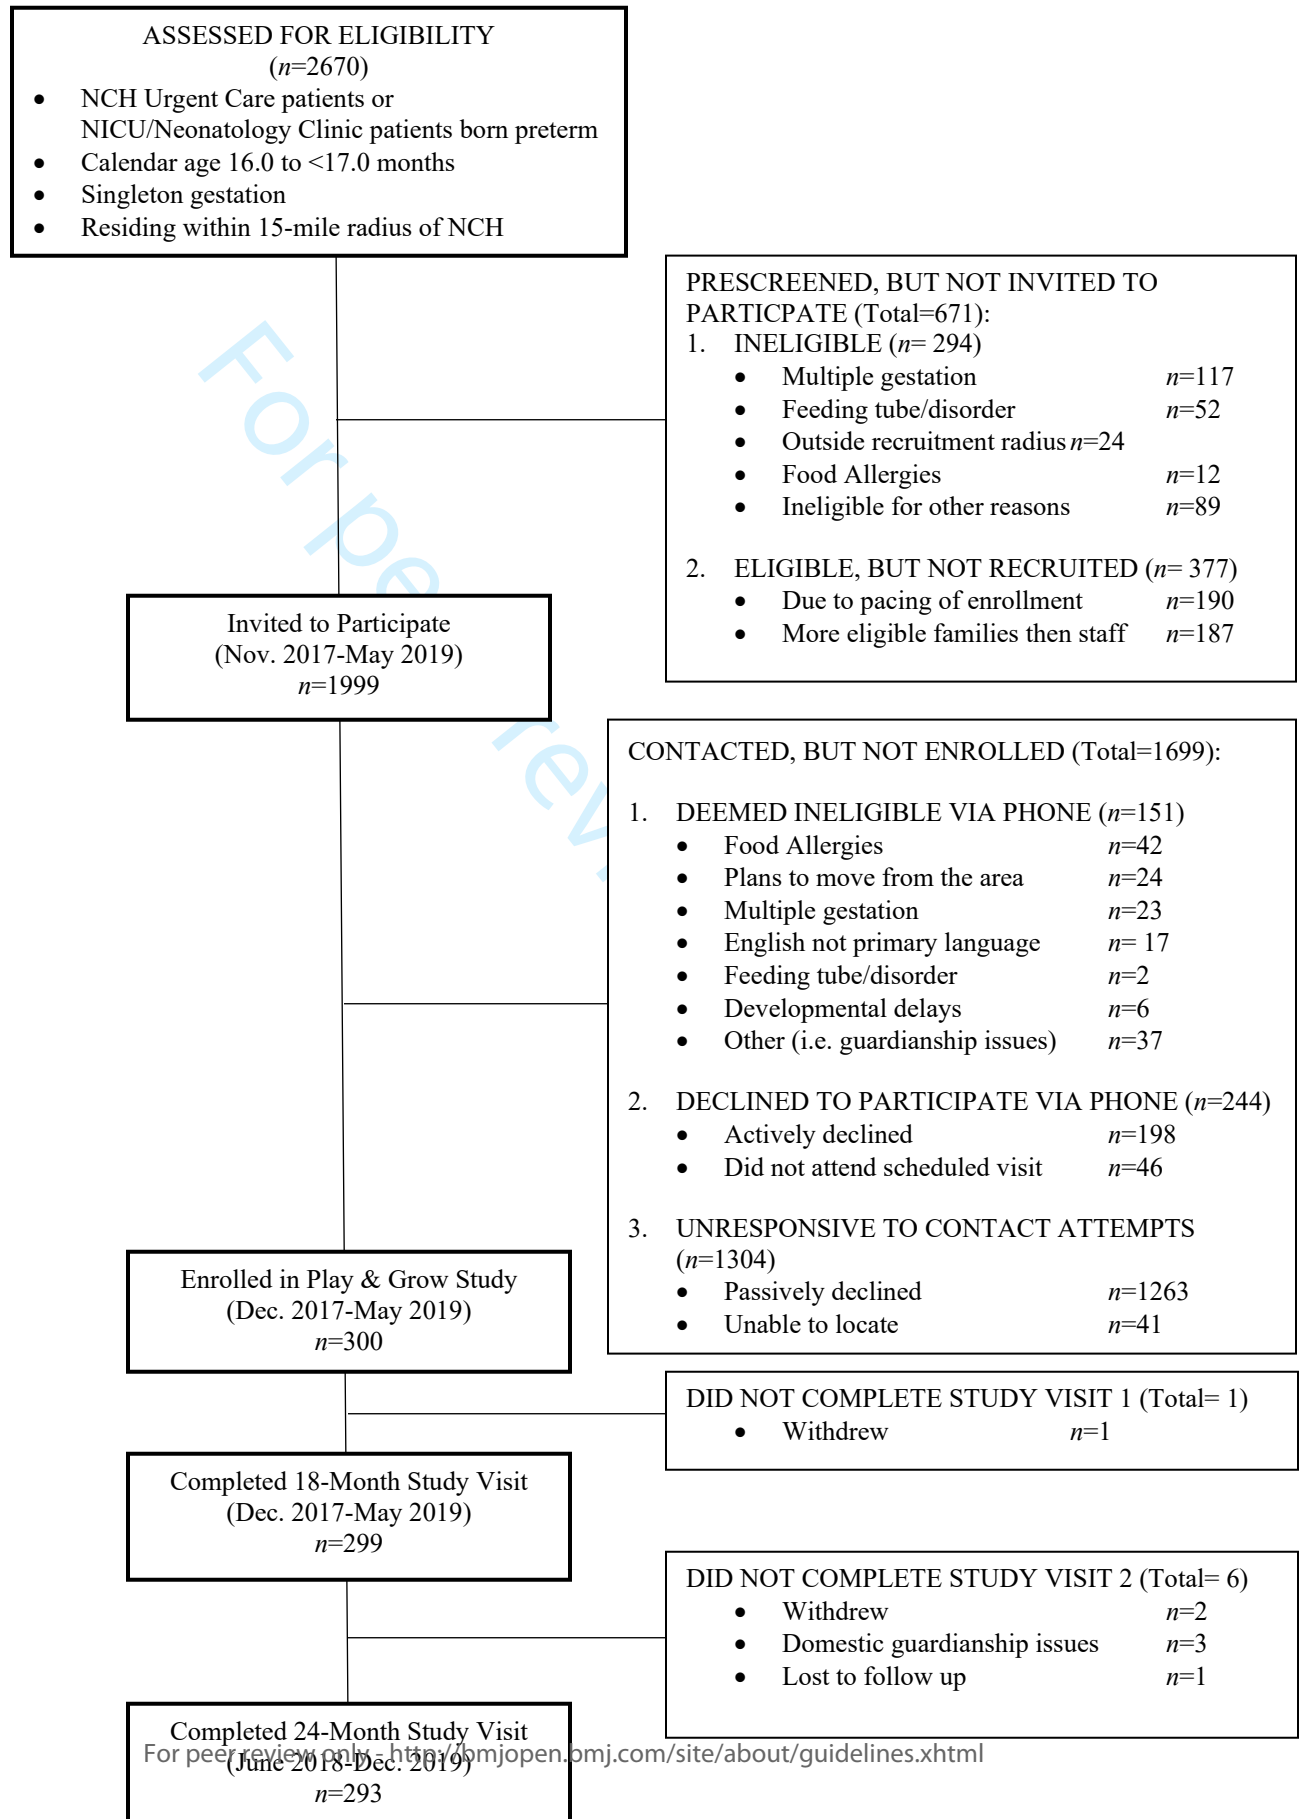 ASSESSED FOR ELIGIBILITY
(n=2670)
• NCH Urgent Care patients or
NICU/Neonatology Clinic patients born preterm
• Calendar age 16.0 to <17.0 months
• Singleton gestation
• Residing within 15-mile radius of NCH
PRESCREENED, BUT NOT INVITED TO
PARTICPATE (Total=671):
1. INELIGIBLE (n= 294)
• Multiple gestation n=117
• Feeding tube/disorder n=52
• Outside recruitment radius n=24
• Food Allergies n=12
• Ineligible for other reasons n=89
2. ELIGIBLE, BUT NOT RECRUITED (n= 377)
• Due to pacing of enrollment n=190
• More eligible families then staff n=187
Invited to Participate
(Nov. 2017-May 2019)
n=1999
CONTACTED, BUT NOT ENROLLED (Total=1699):
1. DEEMED INELIGIBLE VIA PHONE (n=151)
• Food Allergies n=42
• Plans to move from the area n=24
• Multiple gestation n=23
• English not primary language n= 17
• Feeding tube/disorder n=2
• Developmental delays n=6
• Other (i.e. guardianship issues) n=37
2. DECLINED TO PARTICIPATE VIA PHONE (n=244)
• Actively declined n=198
• Did not attend scheduled visit n=46
3. UNRESPONSIVE TO CONTACT ATTEMPTS
(n=1304)
• Passively declined n=1263
• Unable to locate n=41
Enrolled in Play & Grow Study
(Dec. 2017-May 2019)
n=300
DID NOT COMPLETE STUDY VISIT 1 (Total= 1)
• Withdrew n=1
Completed 18-Month Study Visit
(Dec. 2017-May 2019)
n=299
DID NOT COMPLETE STUDY VISIT 2 (Total= 6)
• Withdrew n=2
• Domestic guardianship issues n=3
• Lost to follow up n=1
Completed 24-Month Study Visit
(June 2018-Dec. 2019)
n=293
For peer review only - http://bmjopen.bmj.com/site/about/guidelines.xhtml
For pe
rev